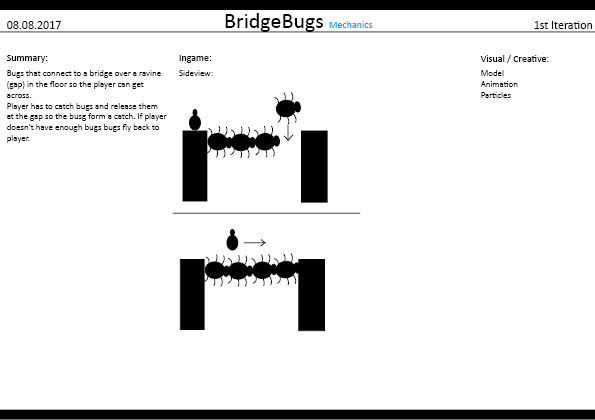 08.08.2017
BridgeBugs Mechanics
1st Iteration
Summary:
Bugs that connect to a bridge over a ravine
(gap) in the floor so the player can get
across.
Player has to catch bugs and release them
at the gap so the busg form a catch. If player
doesn't have enough bugs bugs fly back to
player.
Ingame:
Sideview:
Visual / Creative:
Model
Animation
Particles